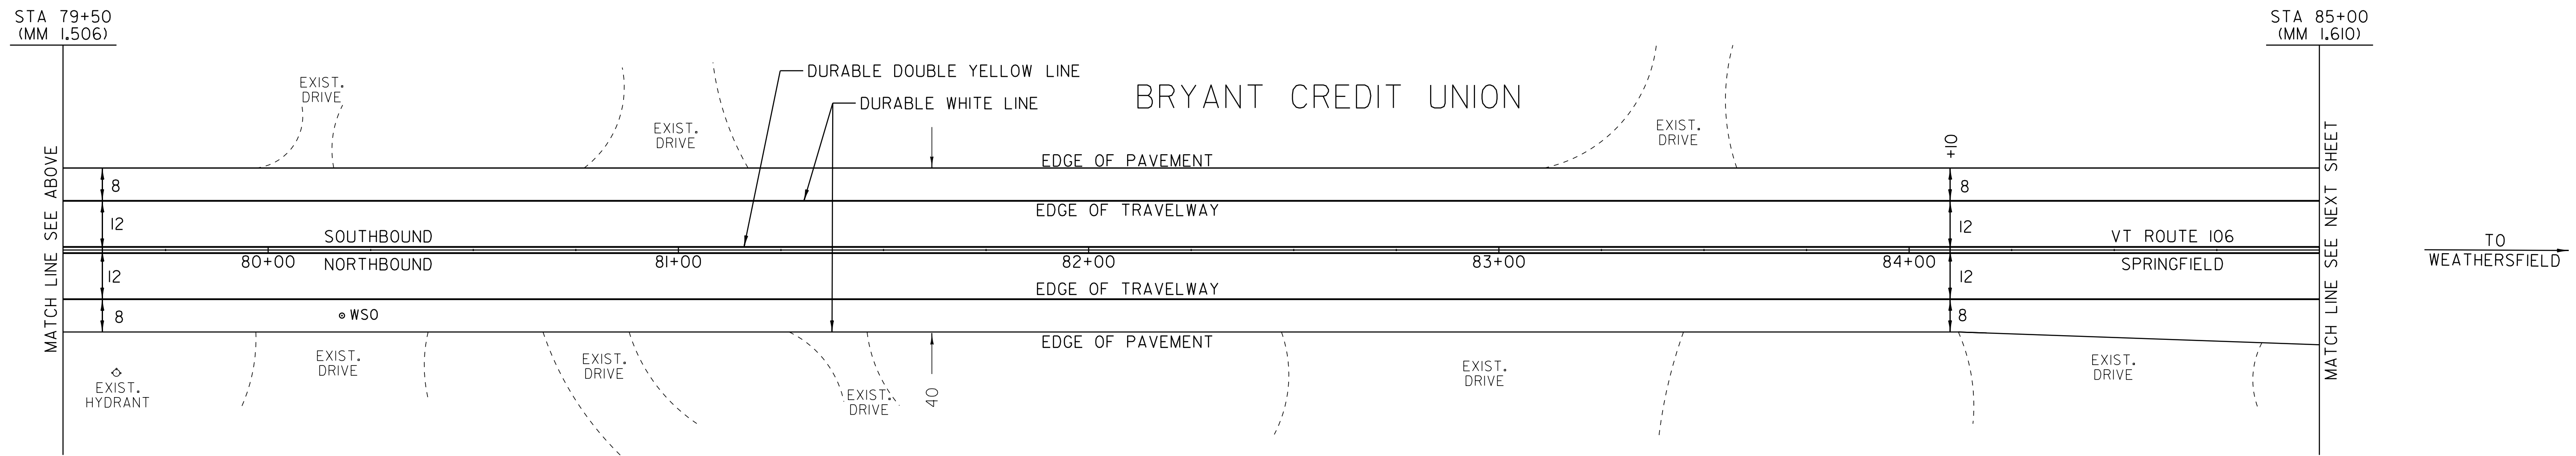 STA 79+50
(MM 1.506)
STA 85+00
(MM 1.610)
DURABLE DOUBLE YELLOW LINE
DURABLE WHITE LINE
BRYANT CREDIT UNION
EXIST.
DRIVE
EXIST.
DRIVE
EXIST.
DRIVE
MATCH LINE SEE ABOVE
EDGE OF PAVEMENT
+10
8
8
EDGE OF TRAVELWAY
12
12
SOUTHBOUND
VT ROUTE 106
80+00
81+00
82+00
83+00
84+00
NORTHBOUND
SPRINGFIELD
TO
WEATHERSFIELD
12
12
EDGE OF TRAVELWAY
8
WSO
8
EDGE OF PAVEMENT
MATCH LINE SEE NEXT SHEET
EXIST.
HYDRANT
EXIST.
DRIVE
EXIST.
DRIVE
EXIST.
DRIVE
40
EXIST.
DRIVE
EXIST.
DRIVE